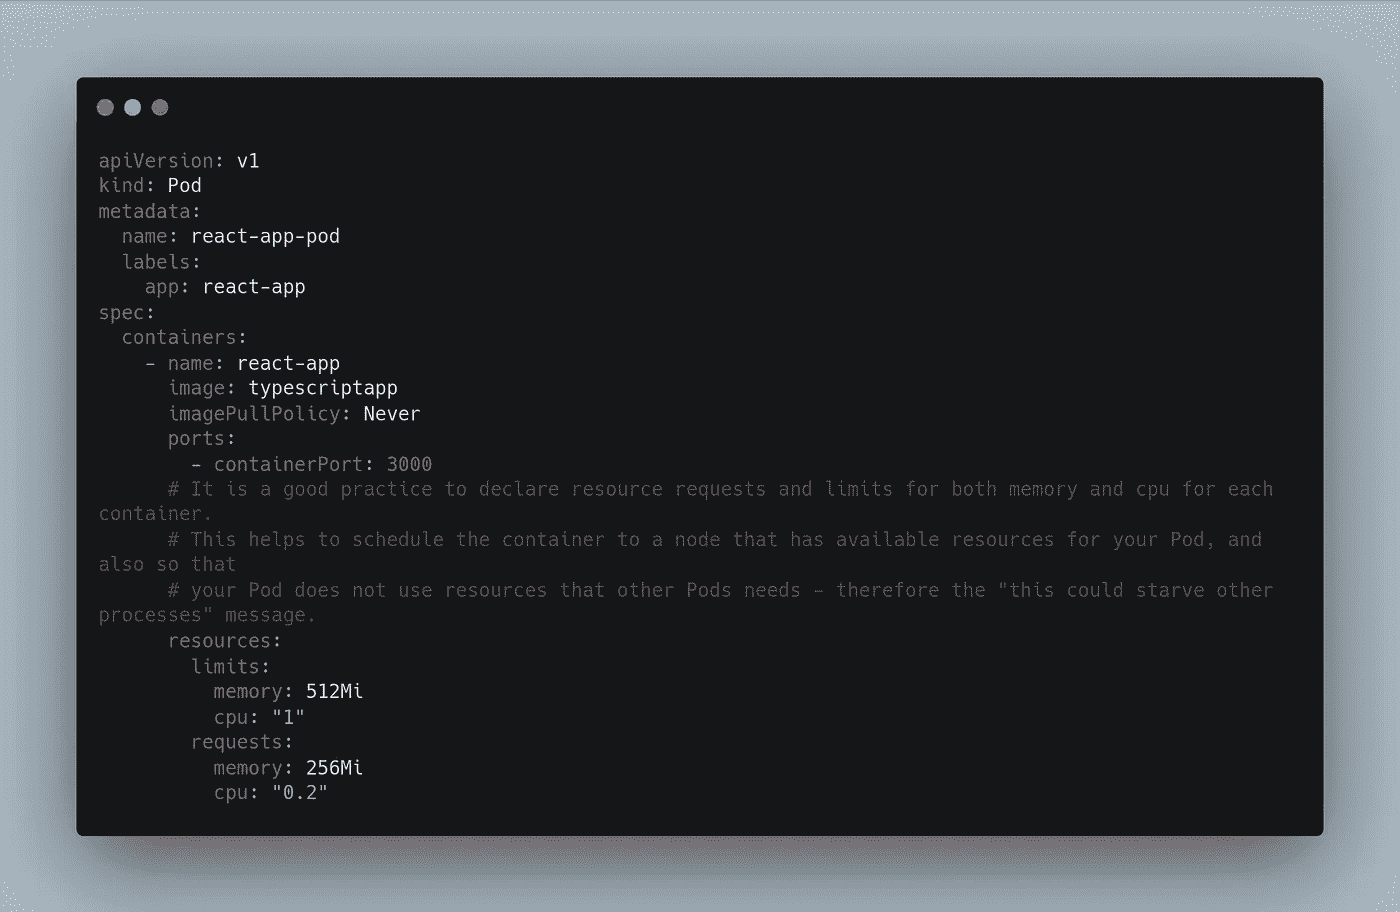 apiVersion: v1
kind: Pod
metadata:
  name: react-app-pod
  labels:
    app: react-app
spec:
  containers:
    - name: react-app
      image: typescriptapp
      imagePullPolicy: Never
      ports:
        - containerPort: 3000
      # It is a good practice to declare resource requests and limits for both memory and cpu for each
container.
      # This helps to schedule the container to a node that has available resources for your Pod, and
also so that
      # your Pod does not use resources that other Pods needs - therefore the "this could starve other
processes" message.
      resources:
        limits:
          memory: 512Mi
          cpu: "1"
        requests:
          memory: 256Mi
          cpu: "0.2"